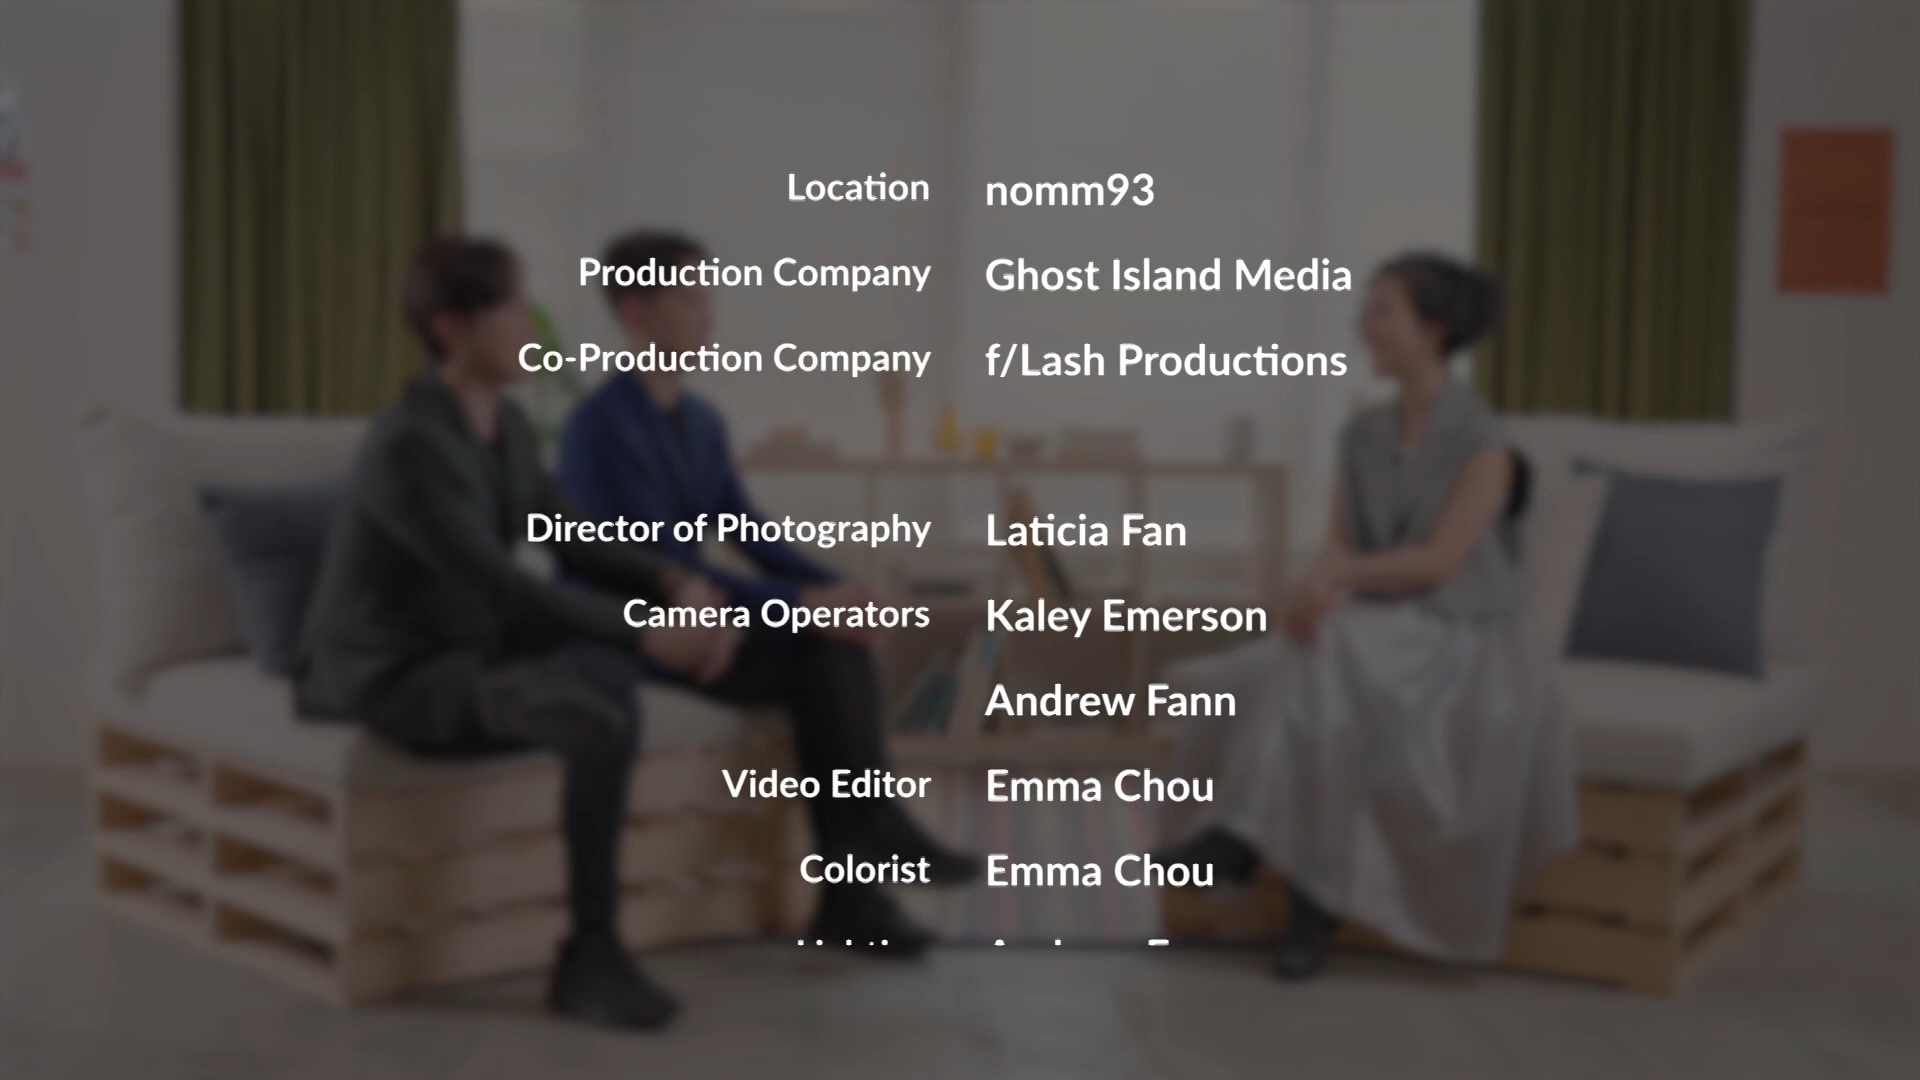 Location nomm93
Production Company Ghost Island Media
Co-Production Company f/Lash Productions
Director of Photography Laticia Fan
Camera Operators Kaley Emerson
Andrew Fann
Video Editor Emma Chou
Colorist Emma Chou